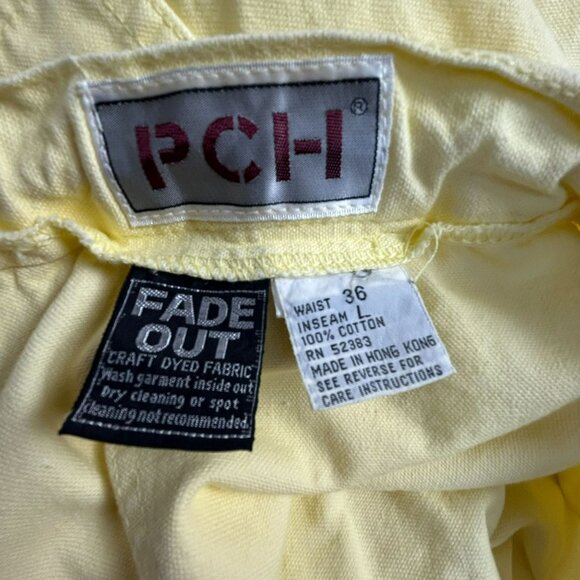 PCH ®
FADE
OUT
CRAFT DYED FABRIC
Wash garment inside out
Dry cleaning or spot
cleaning not recommended.
WAIST 36
INSEAM L
100% COTTON
RN 52383
MADE IN HONG KONG
SEE REVERSE FOR
CARE INSTRUCTIONS